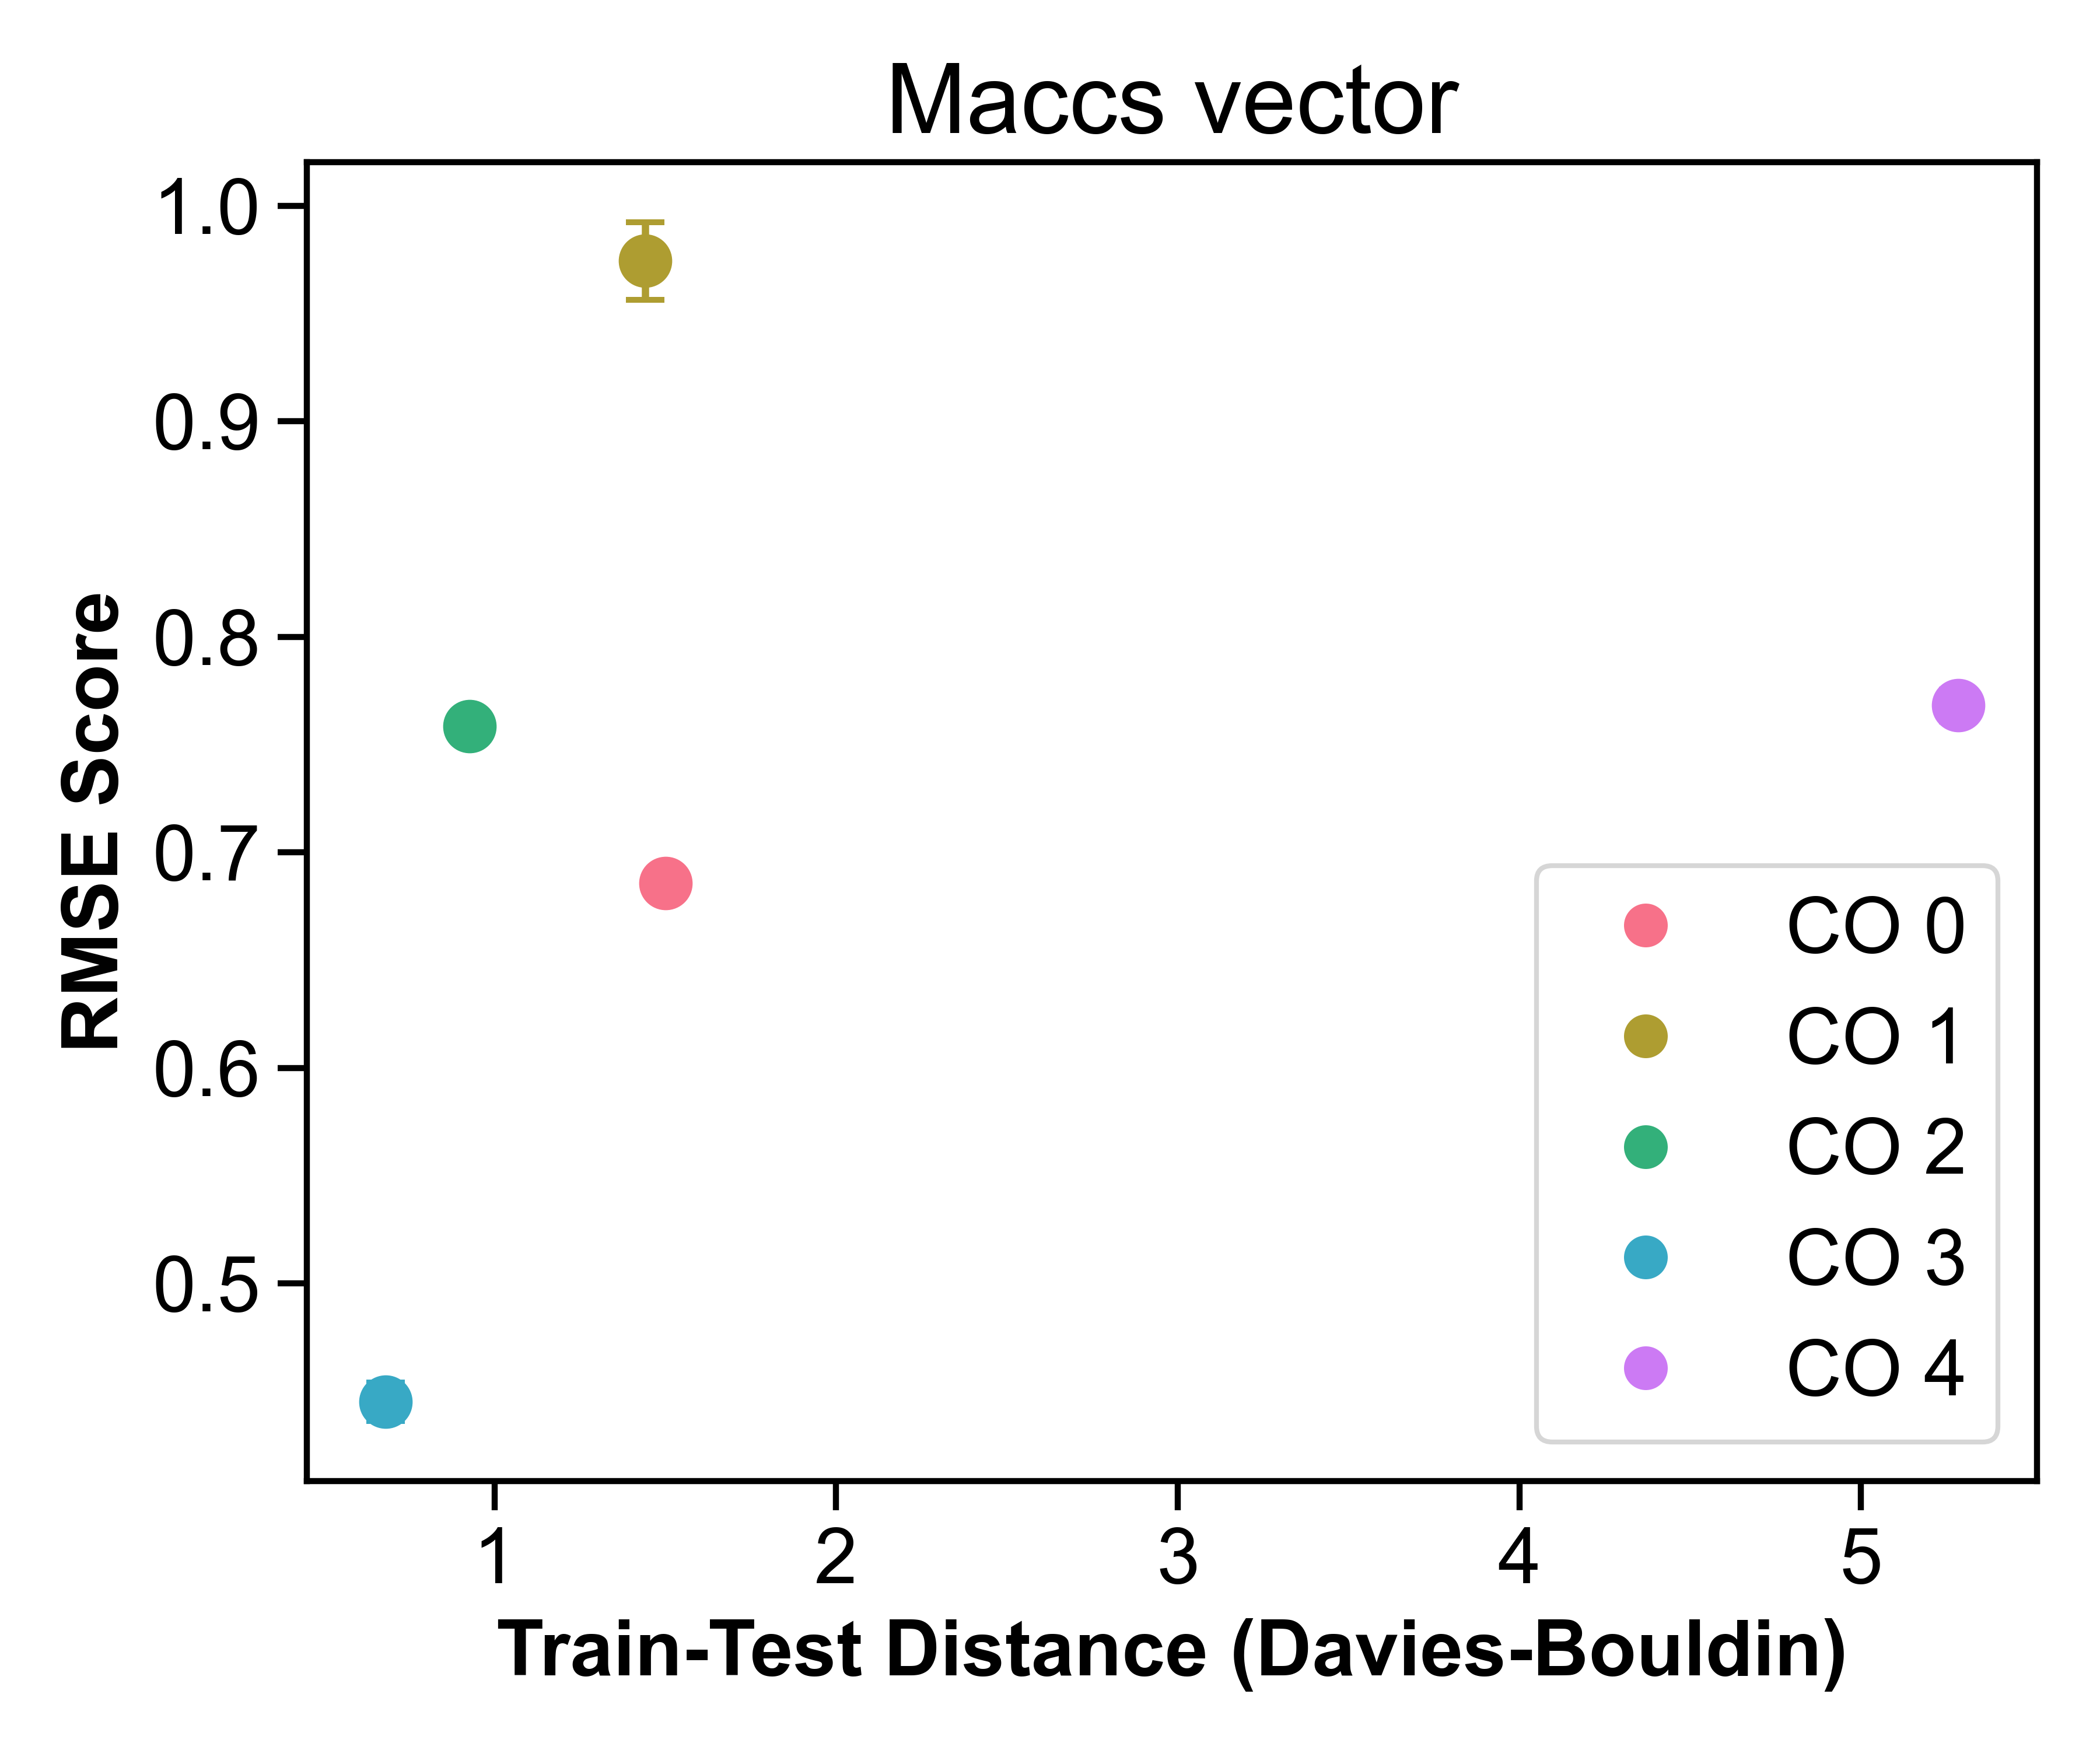 Maccs vector
RMSE Score
1.0
0.9
0.8
0.7
0.6
0.5
CO 0
CO 1
CO 2
CO 3
CO 4
1 2 3 4 5
Train-Test Distance (Davies-Bouldin)